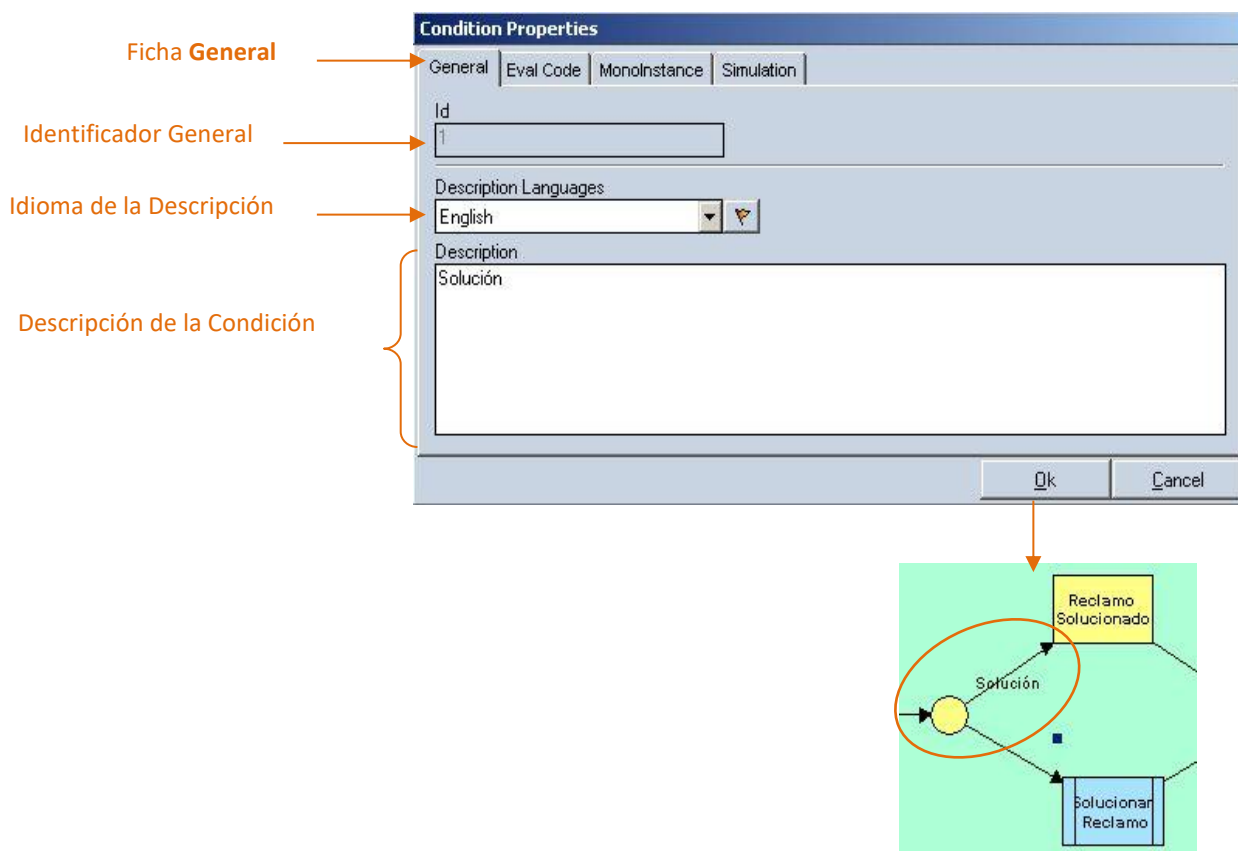 Condition Properties
Ficha General
General Eval Code MonoInstance Simulation
Id
Identificador General
1
Description Languages
Idioma de la Descripción
English
Description
Solución
Descripción de la Condición
Ok Cancel
Reclamo
Solucionado
Solución
Solucionar
Reclamo